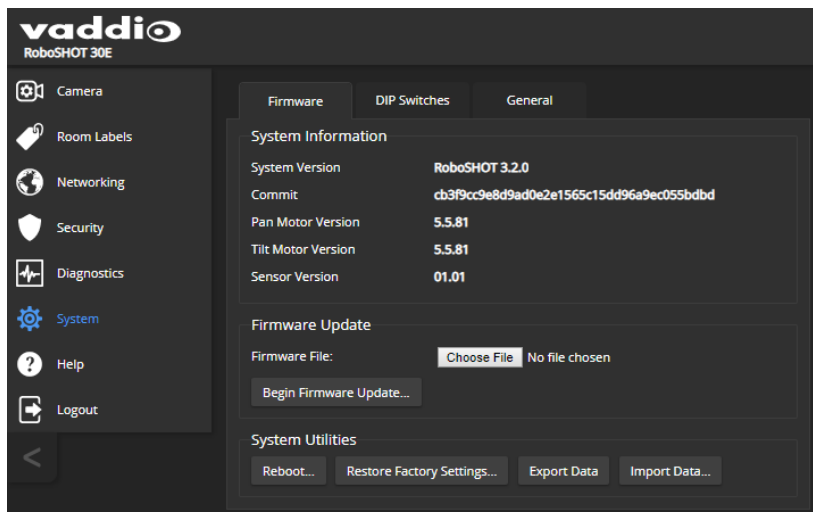 vaddio
RoboSHOT 30E
Camera
Room Labels
Networking
Security
Diagnostics
System
Help
Logout
<
Firmware DIP Switches General
System Information
System Version RoboSHOT 3.2.0
Commit cb3f9cc9e8d9ad0e2e1565c15dd96a9ec055bdbd
Pan Motor Version 5.5.81
Tilt Motor Version 5.5.81
Sensor Version 01.01
Firmware Update
Firmware File: Choose File No file chosen
Begin Firmware Update...
System Utilities
Reboot... Restore Factory Settings... Export Data Import Data...